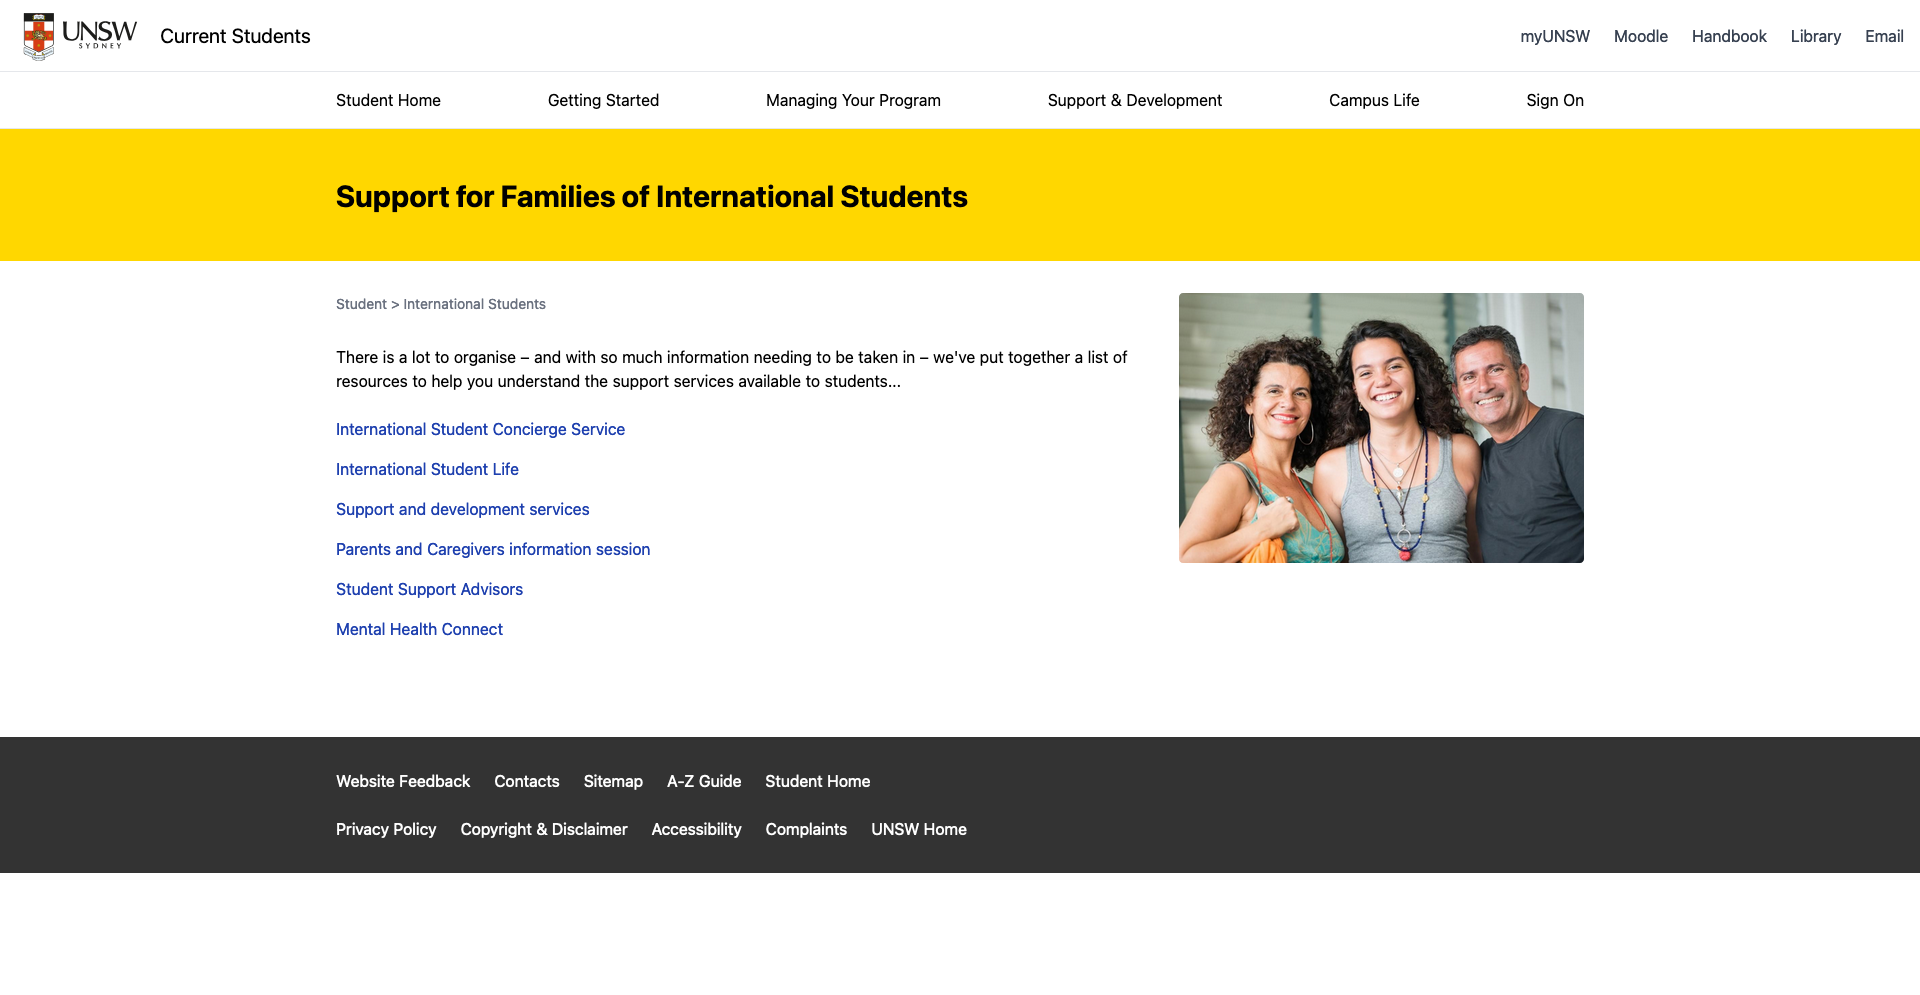 UNSW
SYDNEY
Current Students
myUNSW Moodle Handbook Library Email
Student Home Getting Started Managing Your Program Support & Development Campus Life Sign On
Support for Families of International Students
Student > International Students
There is a lot to organise – and with so much information needing to be taken in – we've put together a list of
resources to help you understand the support services available to students...
International Student Concierge Service
International Student Life
Support and development services
Parents and Caregivers information session
Student Support Advisors
Mental Health Connect
Website Feedback Contacts Sitemap A-Z Guide Student Home
Privacy Policy Copyright & Disclaimer Accessibility Complaints UNSW Home